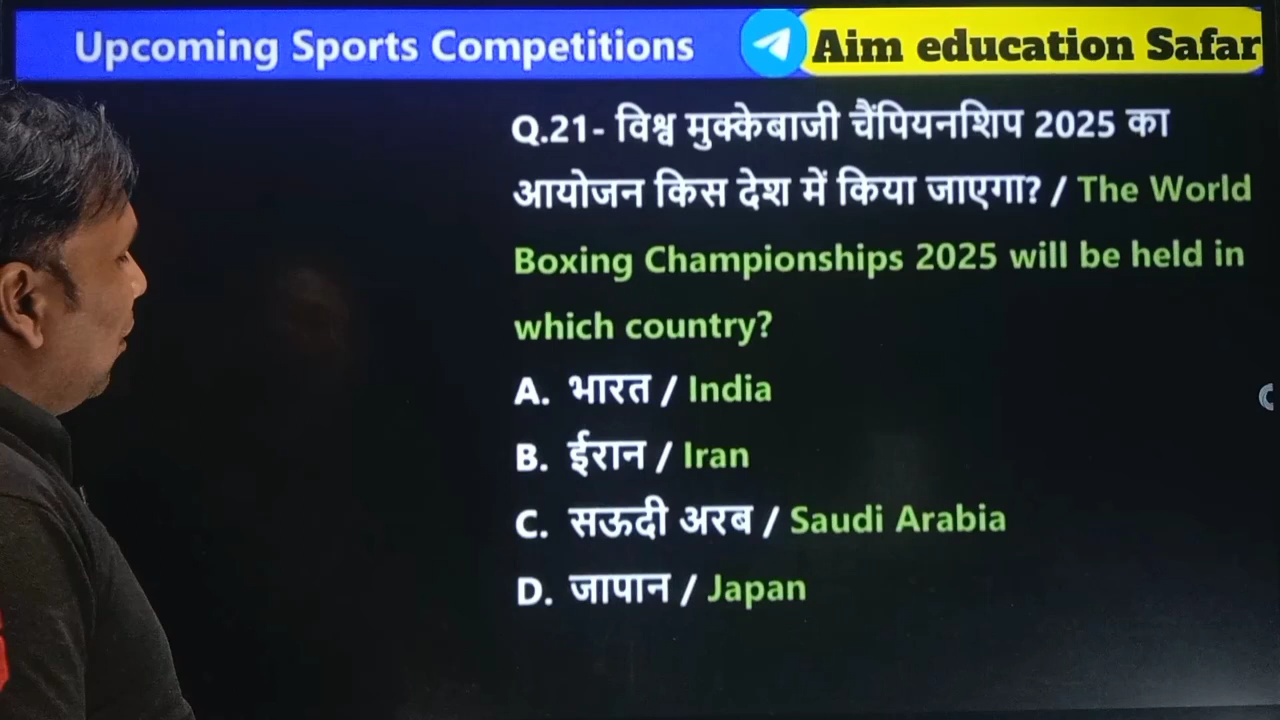 Upcoming Sports Competitions
Aim education Safar
Q.21- विश्व मुक्केबाजी चैंपियनशिप 2025 का
आयोजन किस देश में किया जाएगा? / The World
Boxing Championships 2025 will be held in
which country?
A. भारत / India
B. ईरान / Iran
C. सऊदी अरब / Saudi Arabia
D. जापान / Japan